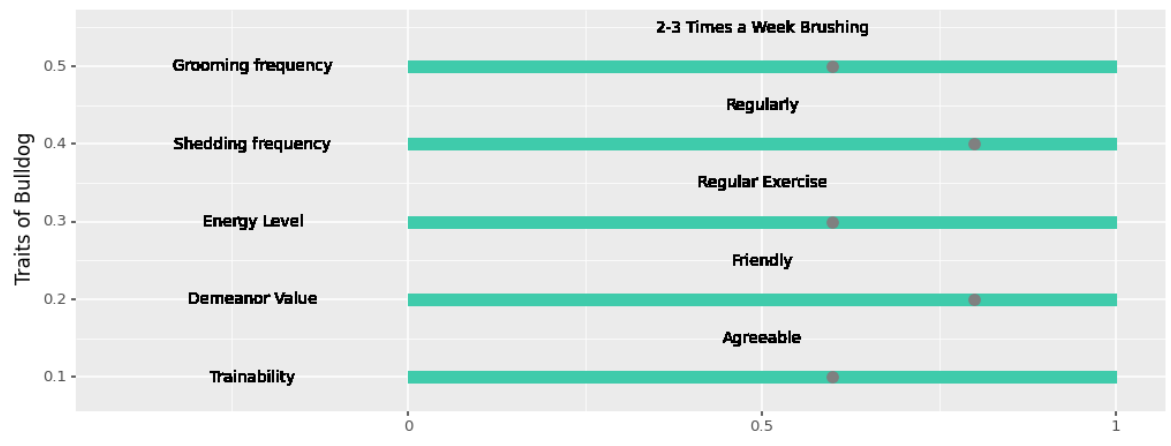 2-3 Times a Week Brushing
0.5
Grooming frequency
Regularly
0.4
Shedding frequency
Regular Exercise
0.3
Energy Level
Friendly
0.2
Demeanor Value
Agreeable
0.1
Trainability
Traits of Bulldog
0 0.5 1